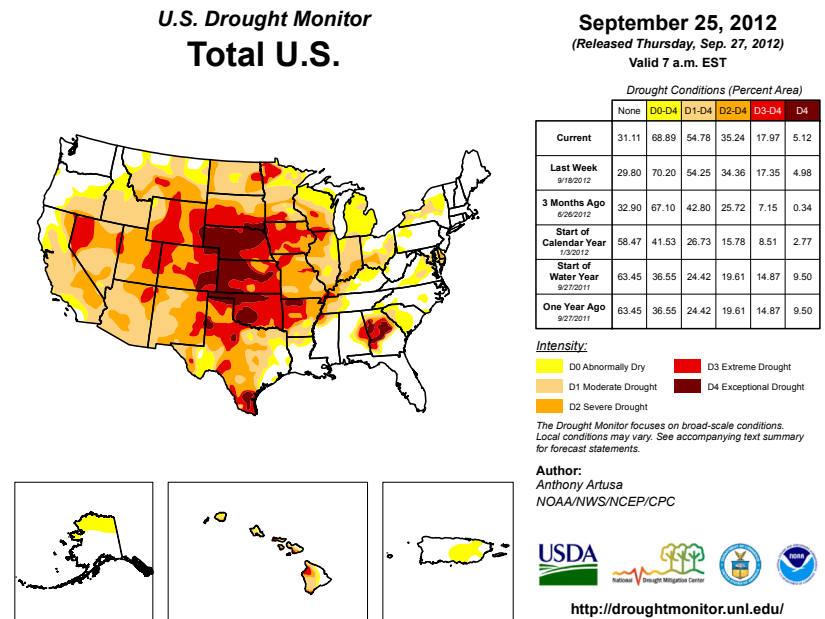 U.S. Drought Monitor
Total U.S.
September 25, 2012
(Released Thursday, Sep. 27, 2012)
Valid 7 a.m. EST
Drought Conditions (Percent Area)
None D0-D4 D1-D4 D2-D4 D3-D4 D4
Current 31.11 68.89 54.78 35.24 17.97 5.12
Last Week
9/18/2012
29.80 70.20 54.25 34.36 17.35 4.98
3 Months Ago
6/26/2012
32.90 67.10 42.80 25.72 7.15 0.34
Start of
Calendar Year
1/3/2012
58.47 41.53 26.73 15.78 8.51 2.77
Start of
Water Year
9/27/2011
63.45 36.55 24.42 19.61 14.87 9.50
One Year Ago
9/27/2011
63.45 36.55 24.42 19.61 14.87 9.50
Intensity:
D0 Abnormally Dry
D1 Moderate Drought
D2 Severe Drought
D3 Extreme Drought
D4 Exceptional Drought
The Drought Monitor focuses on broad-scale conditions.
Local conditions may vary. See accompanying text summary
for forecast statements.
Author:
Anthony Artusa
NOAA/NWS/NCEP/CPC
USDA
National Drought Mitigation Center
NOAA
http://droughtmonitor.unl.edu/